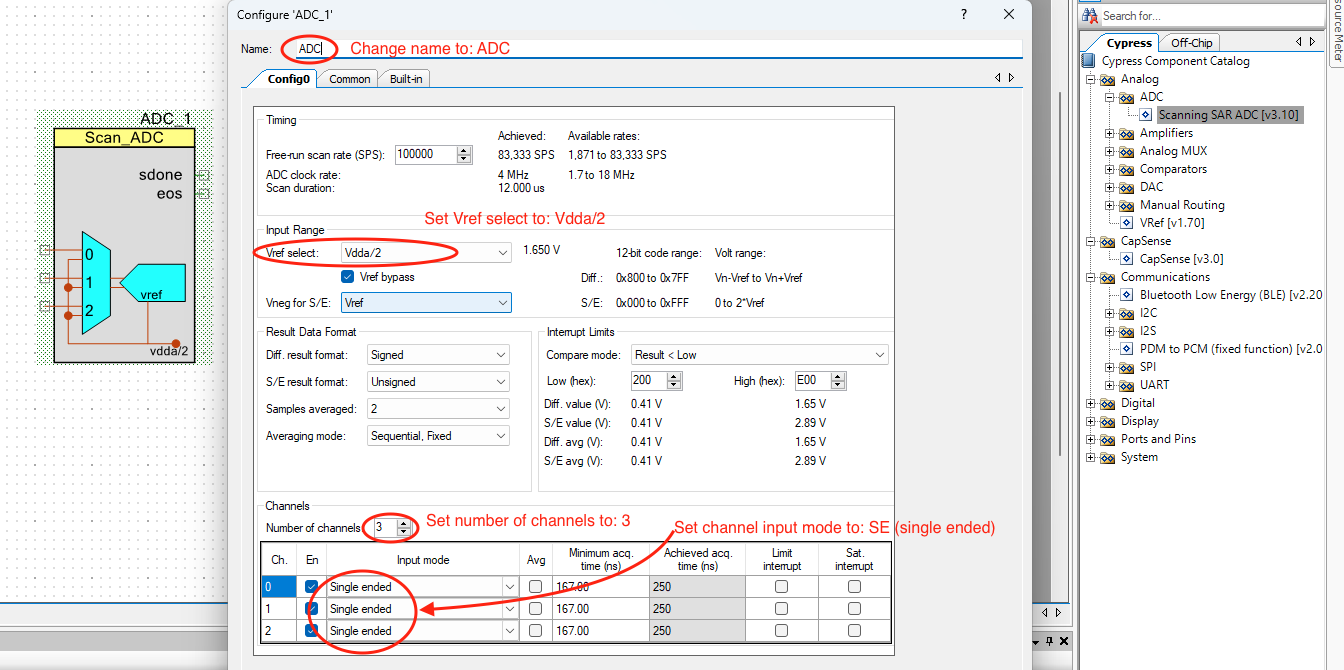 Configure 'ADC_1'
?
Name: ADC Change name to: ADC
Config0 Common Built-in
Timing
Achieved: Available rates:
Free-run scan rate (SPS): 100000 83,333 SPS 1,871 to 83,333 SPS
ADC clock rate: 4 MHz 1.7 to 18 MHz
Scan duration: 12.000 us
Set Vref select to: Vdda/2
Input Range
Vref select: Vdda/2 1.650 V 12-bit code range: Volt range:
Vref bypass Diff.: 0x800 to 0x7FF Vn-Vref to Vn+Vref
Vneg for S/E: Vref S/E: 0x000 to 0xFFF 0 to 2*Vref
Result Data Format
Diff. result format: Signed
S/E result format: Unsigned
Samples averaged: 2
Averaging mode: Sequential, Fixed
Interrupt Limits
Compare mode: Result < Low
Low (hex): 200 High (hex): E00
Diff. value (V): 0.41 V 1.65 V
S/E value (V): 0.41 V 2.89 V
Diff. avg (V): 0.41 V 1.65 V
S/E avg (V): 0.41 V 2.89 V
Channels
Number of channels: 3 Set number of channels to: 3
Set channel input mode to: SE (single ended)
Ch. En Input mode Avg Minimum acq. time (ns) Achieved acq. time (ns) Limit interrupt Sat. interrupt
0 Single ended 167.00 250
1 Single ended 167.00 250
2 Single ended 167.00 250
ADC_1
Scan_ADC
sdone
eos
0
1
2
vref
vdda/2
Search for...
Cypress Off-Chip
Cypress Component Catalog
Analog
ADC
Scanning SAR ADC [v3.10]
Amplifiers
Analog MUX
Comparators
DAC
Manual Routing
VRef [v1.70]
CapSense
CapSense [v3.0]
Communications
Bluetooth Low Energy (BLE) [v2.20
I2C
I2S
PDM to PCM (fixed function) [v2.0
SPI
UART
Digital
Display
Ports and Pins
System
source Meter